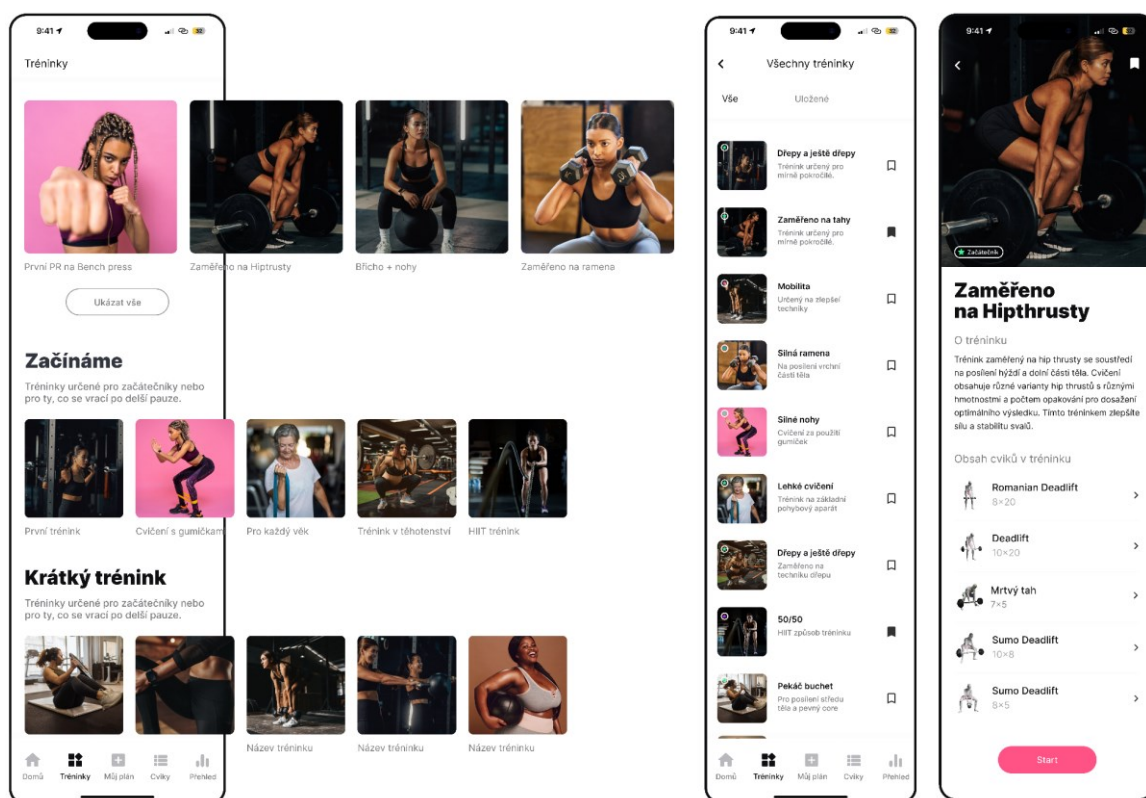 9:41
32
Tréninky
První PR na Bench press
Zaměřeno na Hiptrusty
Břicho + nohy
Zaměřeno na ramena
Ukázat vše
Začínáme
Tréninky určené pro začátečníky nebo
pro ty, co se vrací po delší pauze.
První trénink
Cvičení s gumičkami
Pro každý věk
Trénink v těhotenství
HIIT trénink
Krátký trénink
Tréninky určené pro začátečníky nebo
pro ty, co se vrací po delší pauze.
Název tréninku
Název tréninku
Název tréninku
Domů
Tréninky
Můj plán
Cviky
Přehled
9:41
32
Všechny tréninky
Vše
Uložené
Dřepy a ještě dřepy
Trénink určený pro
mírně pokročilé.
Zaměřeno na tahy
Trénink určený pro
mírně pokročilé.
Mobilita
Určený na zlepšeí
techniky
Silná ramena
Na posílení vrchní
části těla
Silné nohy
Cvičení za použití
gumiček
Lehké cvičení
Trénink na základní
pohybový aparát
Dřepy a ještě dřepy
Zaměřeno na
techniku dřepu
50/50
HIIT způsob tréninku
Pekáč buchet
Pro posílení středu
těla a pevný core
Domů
Tréninky
Můj plán
Cviky
Přehled
9:41
32
Začátečník
Zaměřeno
na Hipthrusty
O tréninku
Trénink zaměřený na hip thrusty se soustředí
na posílení hýždí a dolní části těla. Cvičení
obsahuje různé varianty hip thrustů s různými
hmotnostmi a počtem opakování pro dosažení
optimálního výsledku. Tímto tréninkem zlepšíte
sílu a stabilitu svalů.
Obsah cviků v tréninku
Romanian Deadlift
8×20
Deadlift
10×20
Mrtvý tah
7×5
Sumo Deadlift
10×8
Sumo Deadlift
8×5
Start